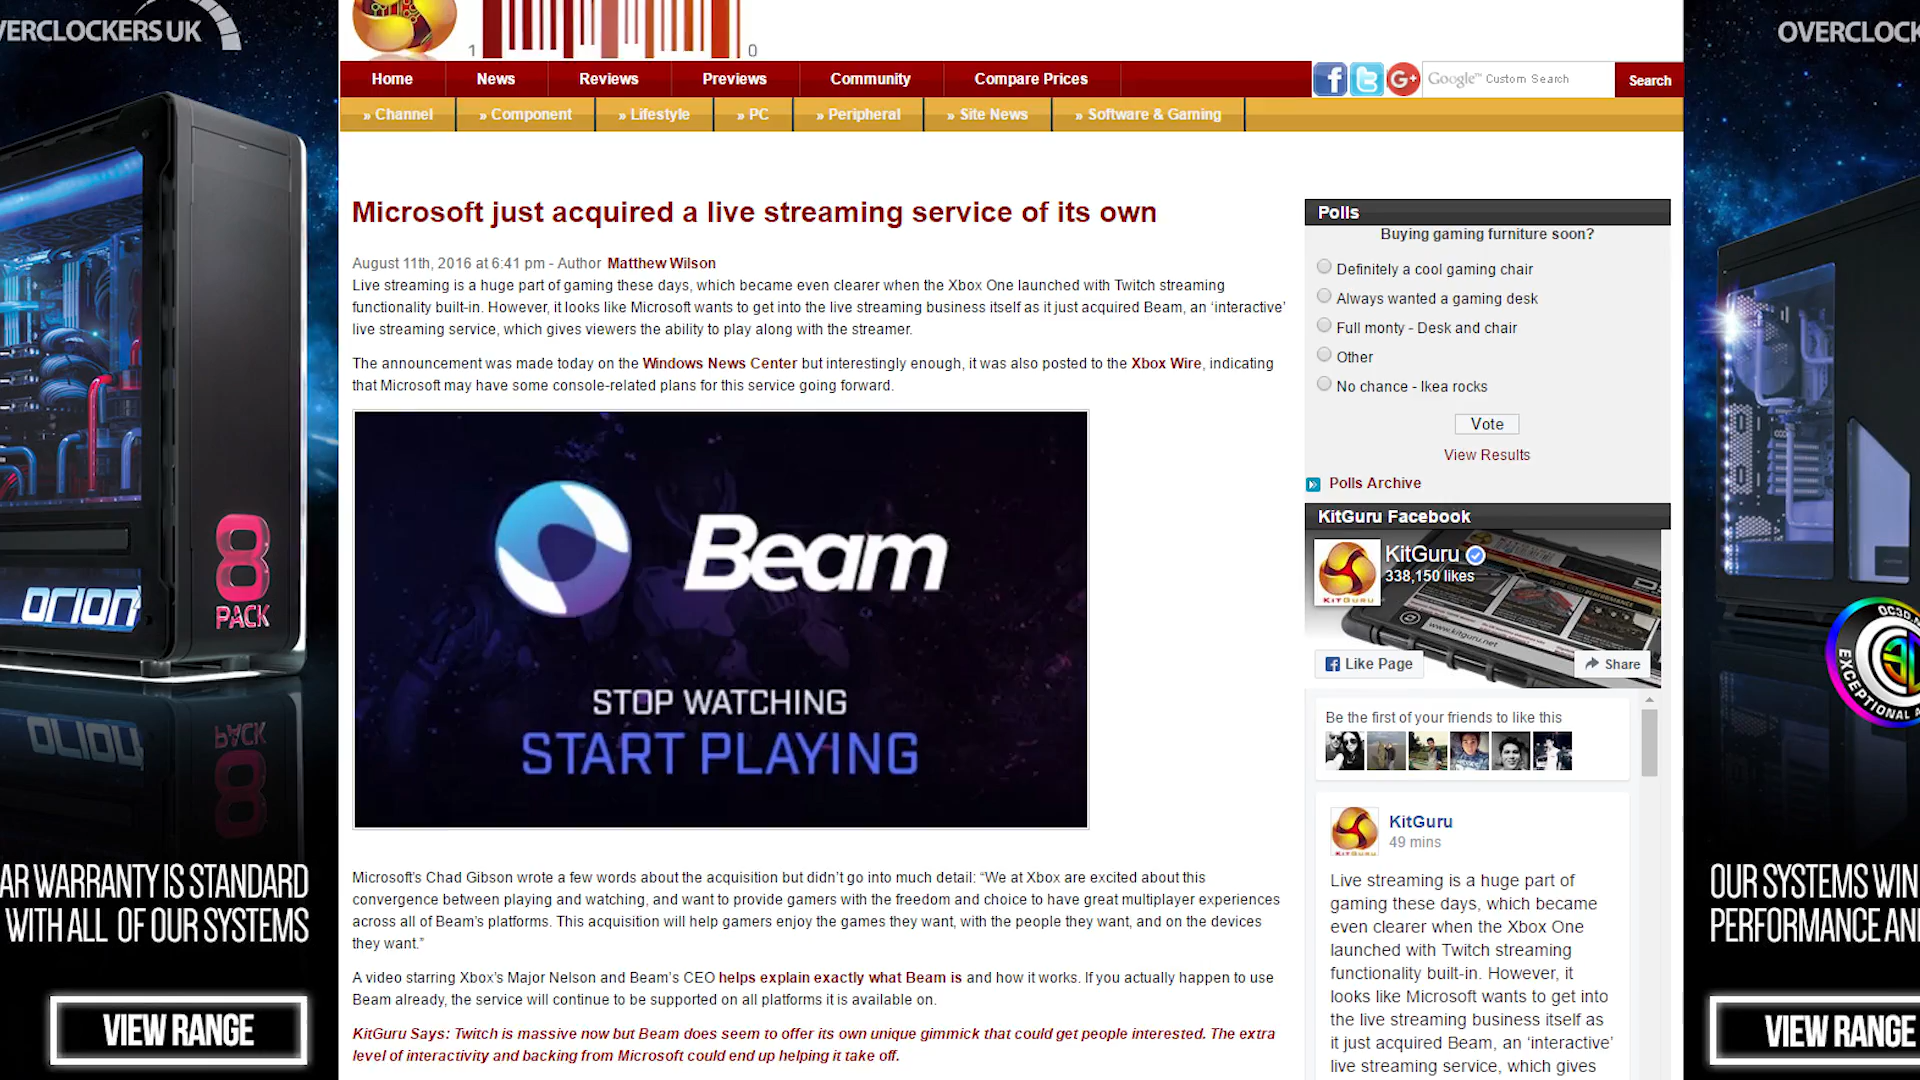 OVERCLOCKERS UK
1
0
Home
News
Reviews
Previews
Community
Compare Prices
Google™ Custom Search
Search
» Channel
» Component
» Lifestyle
» PC
» Peripheral
» Site News
» Software & Gaming
Microsoft just acquired a live streaming service of its own
August 11th, 2016 at 6:41 pm - Author Matthew Wilson
Live streaming is a huge part of gaming these days, which became even clearer when the Xbox One launched with Twitch streaming
functionality built-in. However, it looks like Microsoft wants to get into the live streaming business itself as it just acquired Beam, an ‘interactive’
live streaming service, which gives viewers the ability to play along with the streamer.
The announcement was made today on the Windows News Center but interestingly enough, it was also posted to the Xbox Wire, indicating
that Microsoft may have some console-related plans for this service going forward.
Beam
STOP WATCHING
START PLAYING
Microsoft’s Chad Gibson wrote a few words about the acquisition but didn’t go into much detail: “We at Xbox are excited about this
convergence between playing and watching, and want to provide gamers with the freedom and choice to have great multiplayer experiences
across all of Beam’s platforms. This acquisition will help gamers enjoy the games they want, with the people they want, and on the devices
they want.”
A video starring Xbox’s Major Nelson and Beam’s CEO helps explain exactly what Beam is and how it works. If you actually happen to use
Beam already, the service will continue to be supported on all platforms it is available on.
KitGuru Says: Twitch is massive now but Beam does seem to offer its own unique gimmick that could get people interested. The extra
level of interactivity and backing from Microsoft could end up helping it take off.
Polls
Buying gaming furniture soon?
Definitely a cool gaming chair
Always wanted a gaming desk
Full monty - Desk and chair
Other
No chance - Ikea rocks
Vote
View Results
Polls Archive
KitGuru Facebook
KitGuru
338,150 likes
KITGURU
www.kitguru.net
Like Page
Share
Be the first of your friends to like this
KitGuru
49 mins
Live streaming is a huge part of
gaming these days, which became
even clearer when the Xbox One
launched with Twitch streaming
functionality built-in. However, it
looks like Microsoft wants to get into
the live streaming business itself as
it just acquired Beam, an ‘interactive’
live streaming service, which gives
8
PACK
ORION
AR WARRANTY IS STANDARD
WITH ALL OF OUR SYSTEMS
VIEW RANGE
OVERCLOCK
OC3D.N
EXCEPTIONAL A
OUR SYSTEMS WIN
PERFORMANCE AN
VIEW RANGE